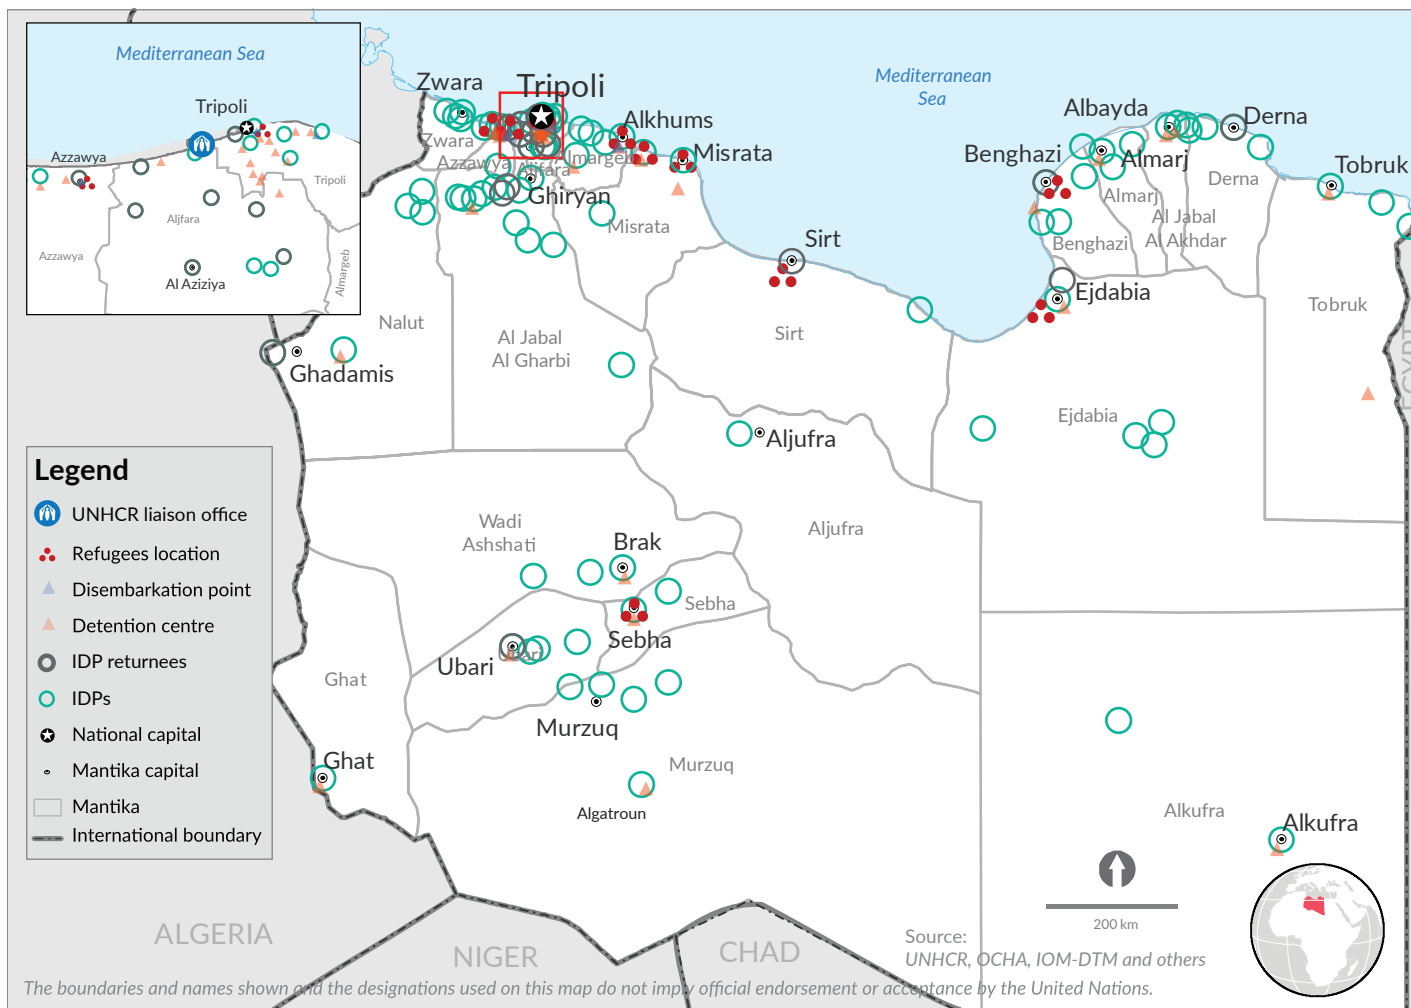 Mediterranean Sea
Tripoli
Azzawya
Tripoli
Aljfara
Azzawya
Almargeb
Al Aziziya
Mediterranean
Sea
Zwara
Tripoli
Alkhums
Misrata
Zwara
Azzawya
Aljfara
lmargeb
Ghiryan
Misrata
Albayda
Derna
Benghazi
Almarj
Tobruk
Derna
Almarj
Al Jabal
Al Akhdar
Benghazi
Sirt
Ejdabia
Nalut
Al Jabal
Al Gharbi
Sirt
Tobruk
EGYPT
Ghadamis
Ejdabia
Aljufra
Legend
UNHCR liaison office
Refugees location
Disembarkation point
Detention centre
IDP returnees
IDPs
National capital
Mantika capital
Mantika
International boundary
Wadi
Ashshati
Brak
Aljufra
Sebha
Sebha
Ubari
Ubari
Ghat
Murzuq
Ghat
Murzuq
Algatroun
Alkufra
Alkufra
200 km
ALGERIA
NIGER
CHAD
Source:
UNHCR, OCHA, IOM-DTM and others
The boundaries and names shown and the designations used on this map do not imply official endorsement or acceptance by the United Nations.